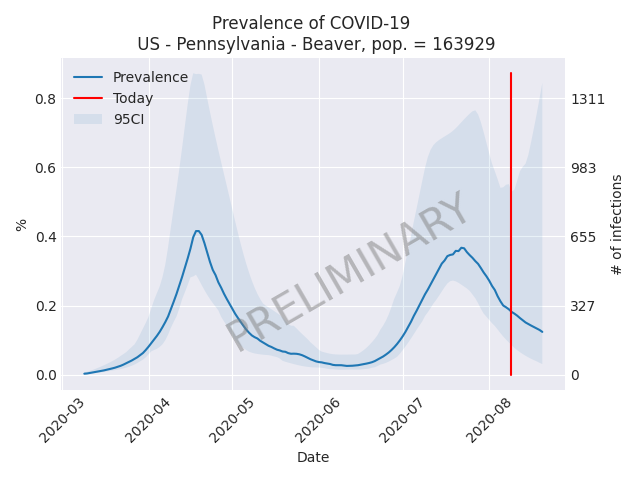 Prevalence of COVID-19
US - Pennsylvania - Beaver, pop. = 163929
Prevalence
Today
95CI
PRELIMINARY
%
0.8
0.6
0.4
0.2
0.0
1311
983
655
327
0
# of infections
2020-03
2020-04
2020-05
2020-06
2020-07
2020-08
Date